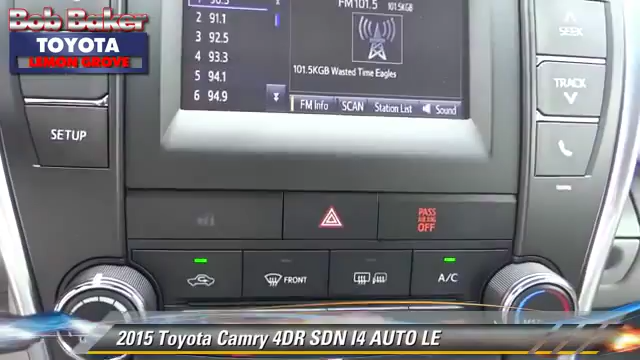 Bob Baker
TOYOTA
LEMON GROVE
FM101.5
101.5KGB
2 91.1
3 92.5
4 93.3
5 94.1
6 94.9
101.5KGB Wasted Time Eagles
FM Info
SCAN
Station List
Sound
SEEK
TRACK
SETUP
PASS
AIR BAG
OFF
FRONT
A/C
2015 Toyota Camry 4DR SDN I4 AUTO LE